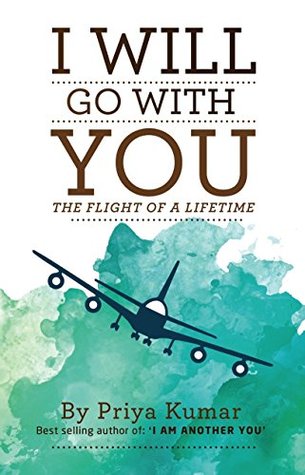 I WILL
GO WITH
YOU
THE FLIGHT OF A LIFETIME
By Priya Kumar
Best selling author of: 'I AM ANOTHER YOU'